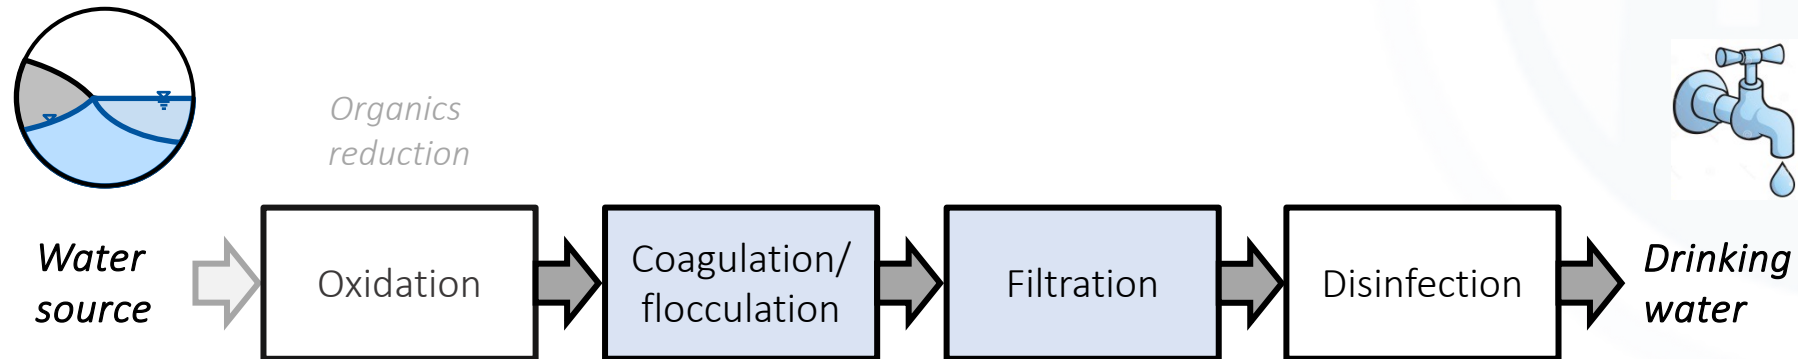 Organics
reduction
Water
source
Oxidation
Coagulation/
flocculation
Filtration
Disinfection
Drinking
water